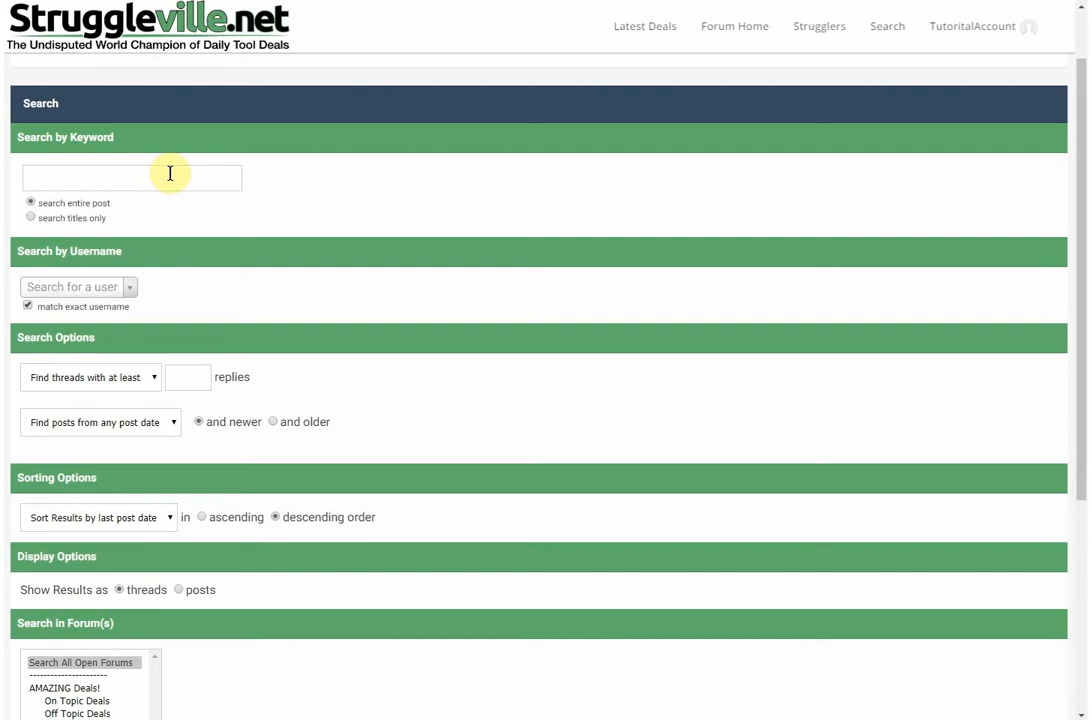 Struggleville.net
The Undisputed World Champion of Daily Tool Deals
Latest Deals Forum Home Strugglers Search TutoritalAccount
Search
Search by Keyword
search entire post
search titles only
Search by Username
Search for a user
match exact username
Search Options
Find threads with at least replies
Find posts from any post date and newer and older
Sorting Options
Sort Results by last post date in ascending descending order
Display Options
Show Results as threads posts
Search in Forum(s)
Search All Open Forums
----------------------
AMAZING Deals!
On Topic Deals
Off Topic Deals